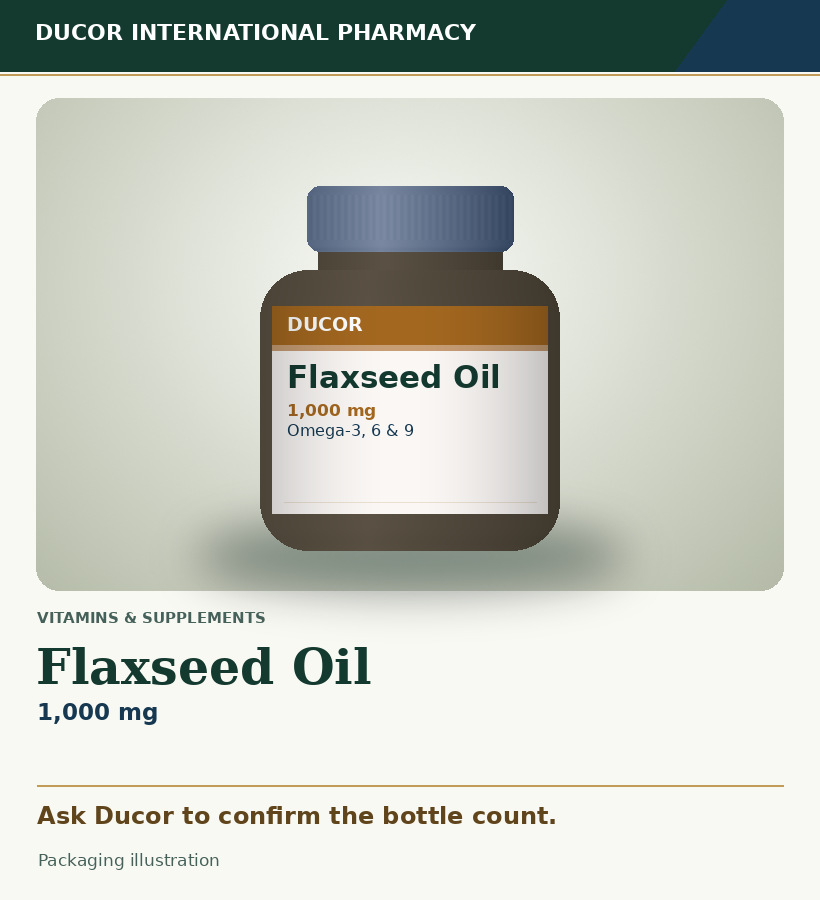 DUCOR INTERNATIONAL PHARMACY
DUCOR
Flaxseed Oil
1,000 mg
Omega-3, 6 & 9
VITAMINS & SUPPLEMENTS
Flaxseed Oil
1,000 mg
Ask Ducor to confirm the bottle count.
Packaging illustration